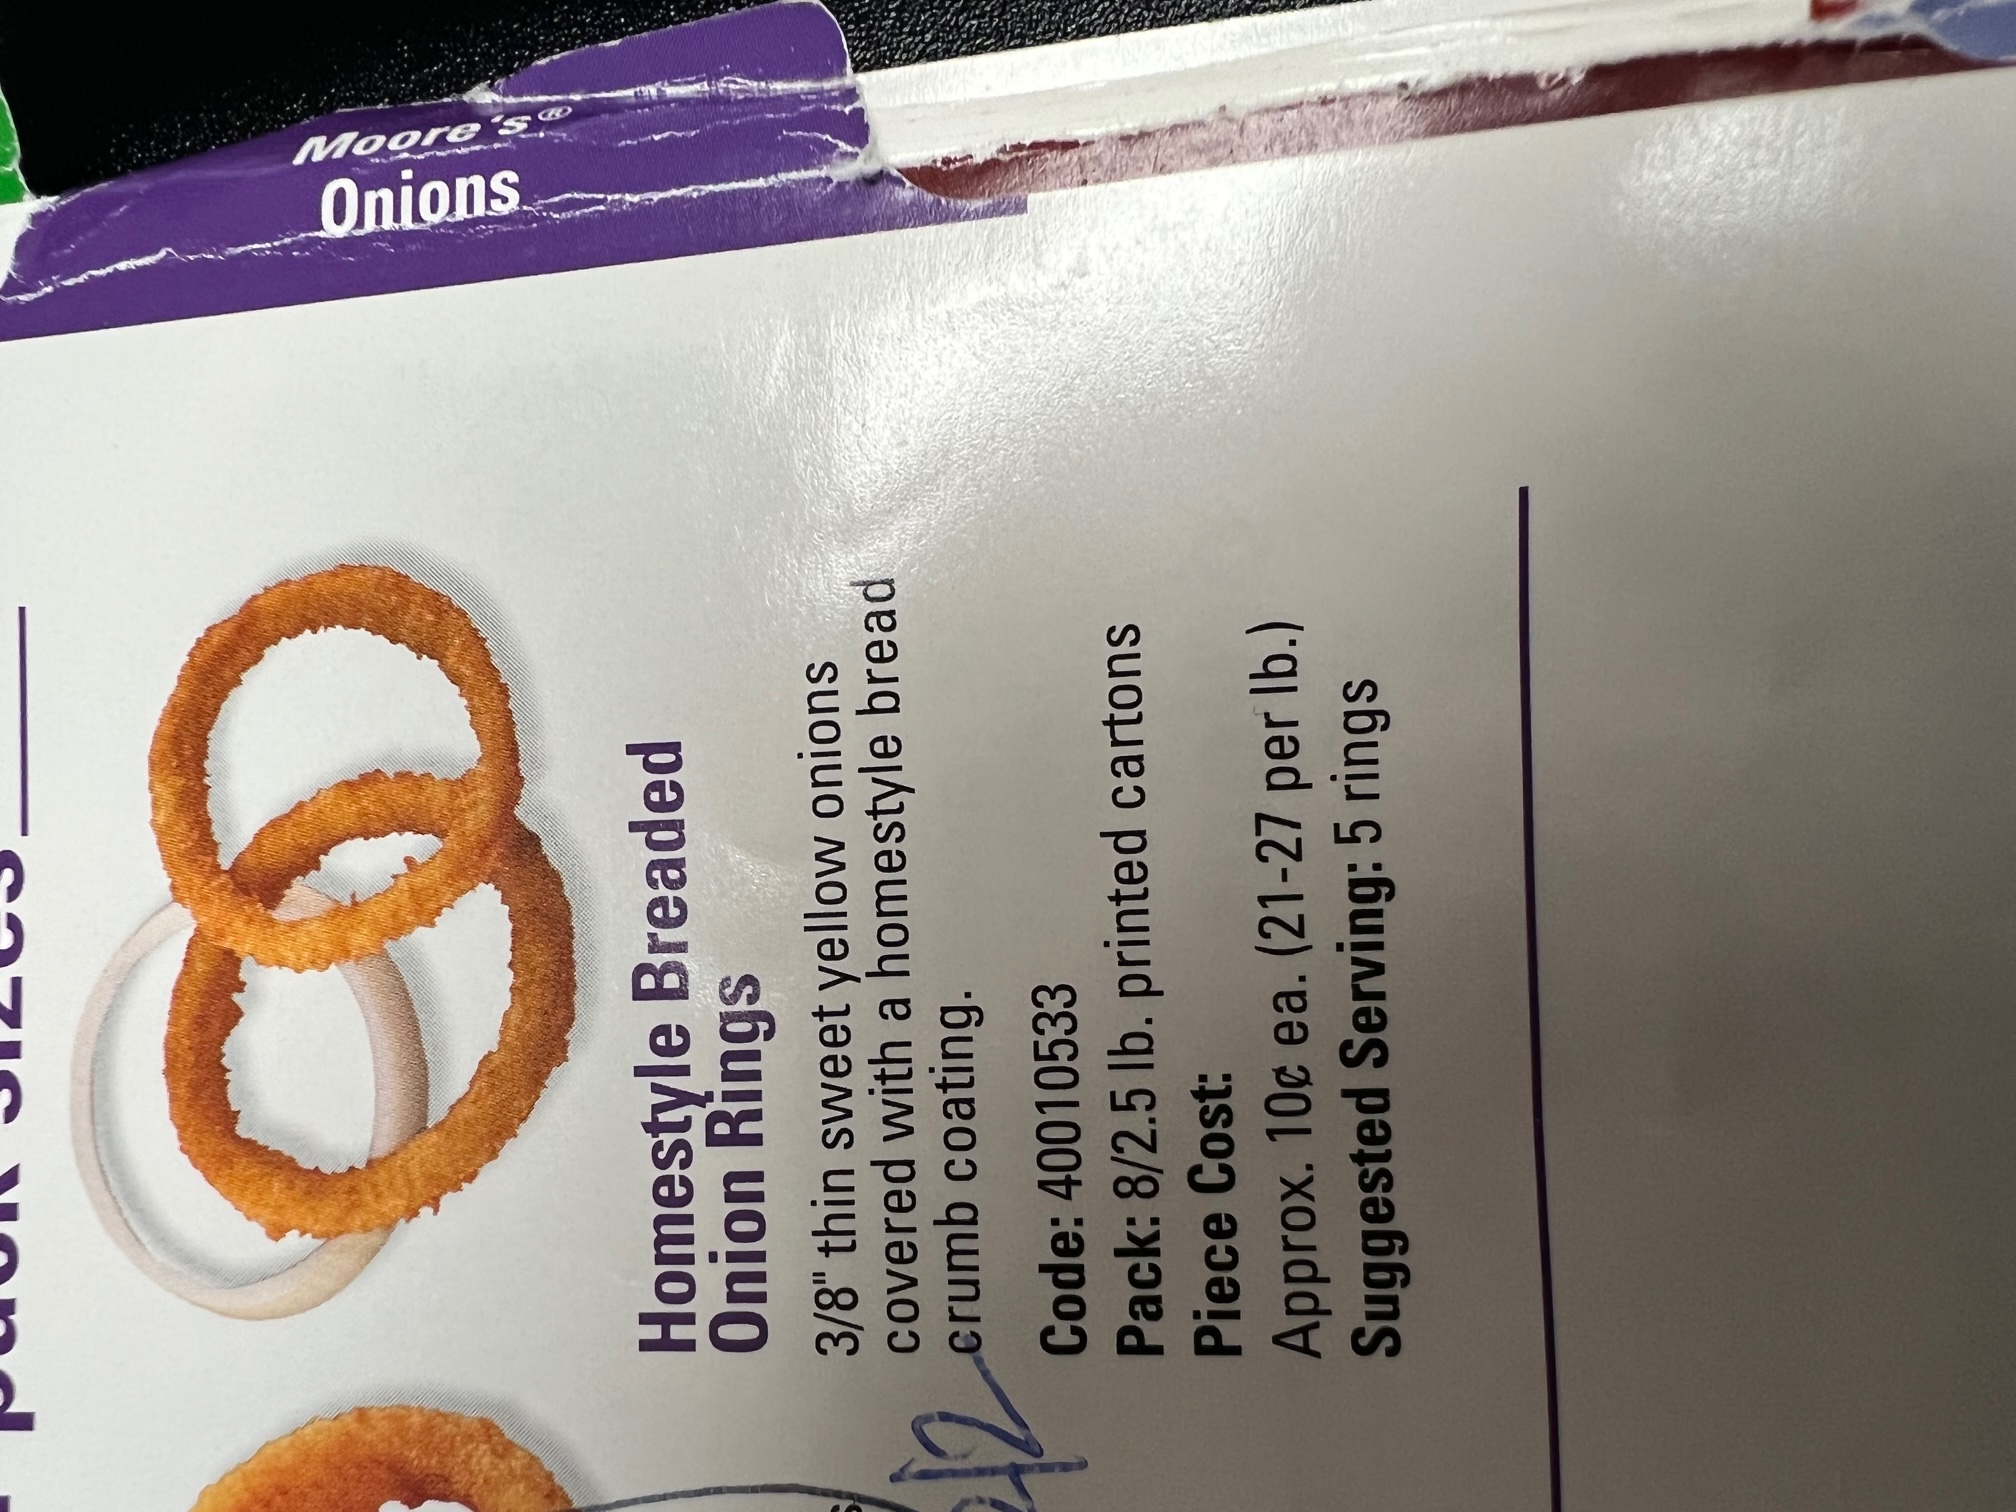 Moore's®
Onions
pack sizes
Homestyle Breaded
Onion Rings
3/8" thin sweet yellow onions
covered with a homestyle bread
crumb coating.
Code: 40010533
Pack: 8/2.5 lb. printed cartons
Piece Cost:
Approx. 10¢ ea. (21-27 per lb.)
Suggested Serving: 5 rings